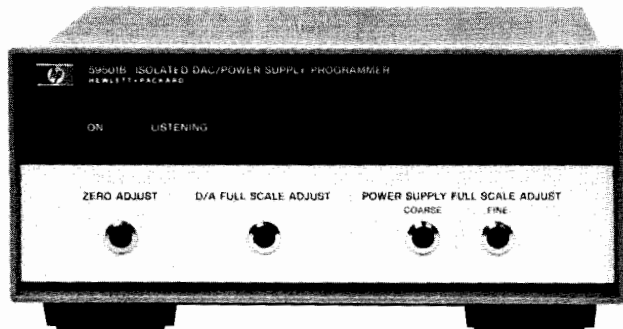 hp 59501B ISOLATED DAC/POWER SUPPLY PROGRAMMER
HEWLETT•PACKARD
ON LISTENING
ZERO ADJUST D/A FULL SCALE ADJUST POWER SUPPLY FULL SCALE ADJUST
COARSE FINE